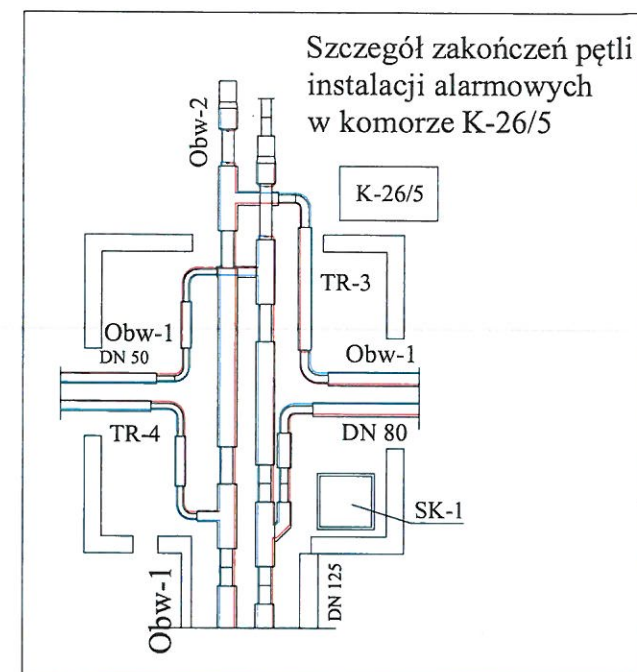 Szczegół zakończeń pętli
instalacji alarmowych
w komorze K-26/5
Obw-2
K-26/5
TR-3
Obw-1
DN 50
Obw-1
TR-4
DN 80
SK-1
Obw-1
DN 125